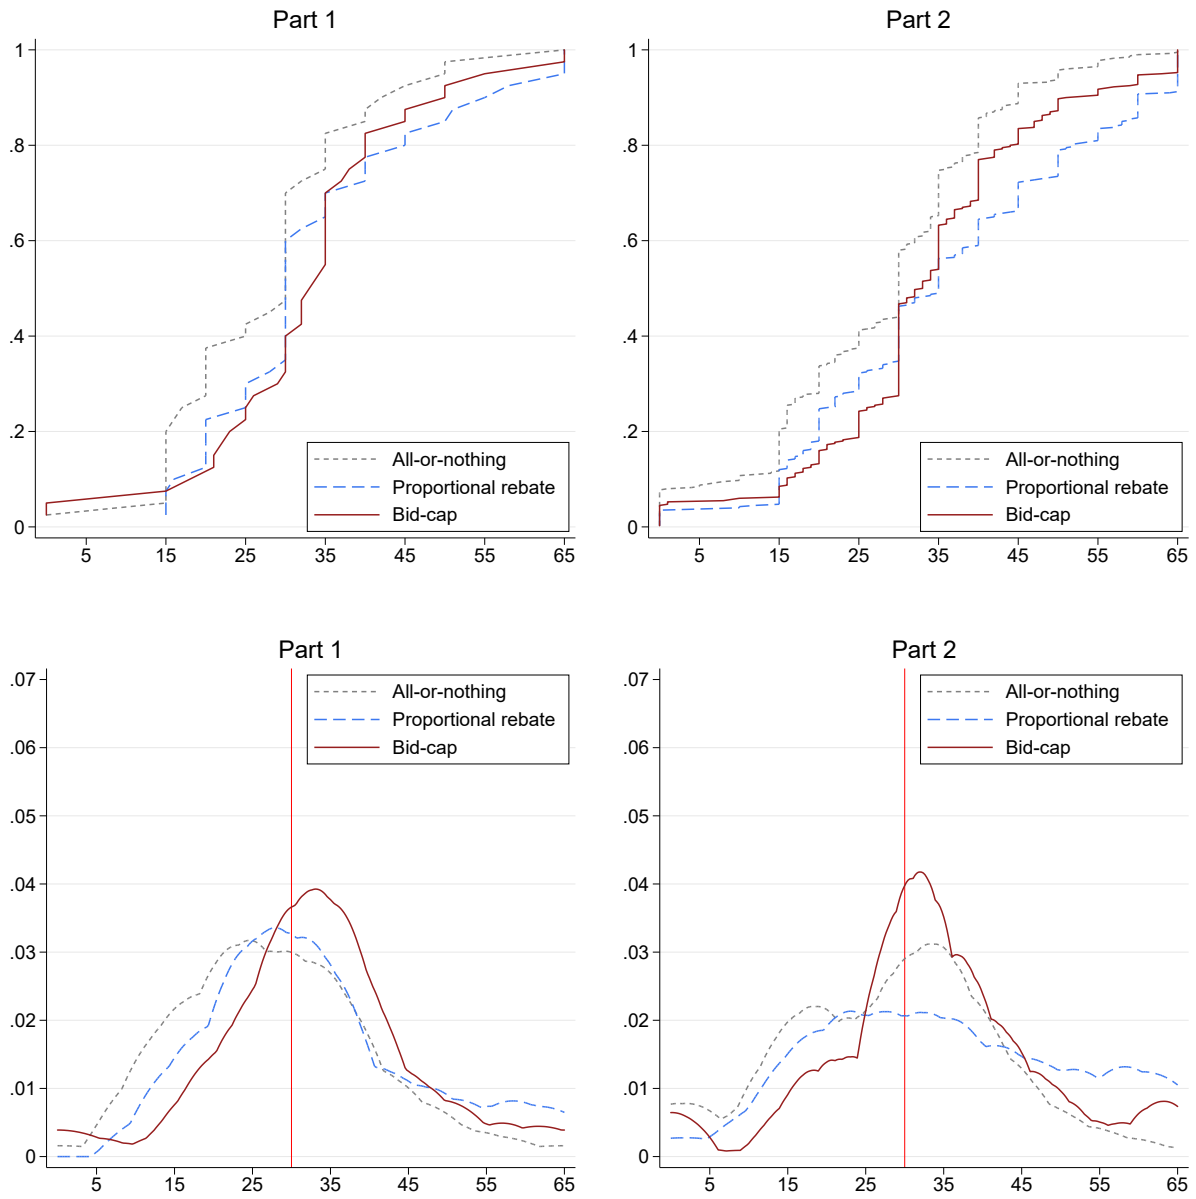 Part 1
1
.8
.6
.4
.2
0
All-or-nothing
Proportional rebate
Bid-cap
5 15 25 35 45 55 65
Part 2
1
.8
.6
.4
.2
0
All-or-nothing
Proportional rebate
Bid-cap
5 15 25 35 45 55 65
Part 1
.07
.06
.05
.04
.03
.02
.01
0
All-or-nothing
Proportional rebate
Bid-cap
5 15 25 35 45 55 65
Part 2
.07
.06
.05
.04
.03
.02
.01
0
All-or-nothing
Proportional rebate
Bid-cap
5 15 25 35 45 55 65